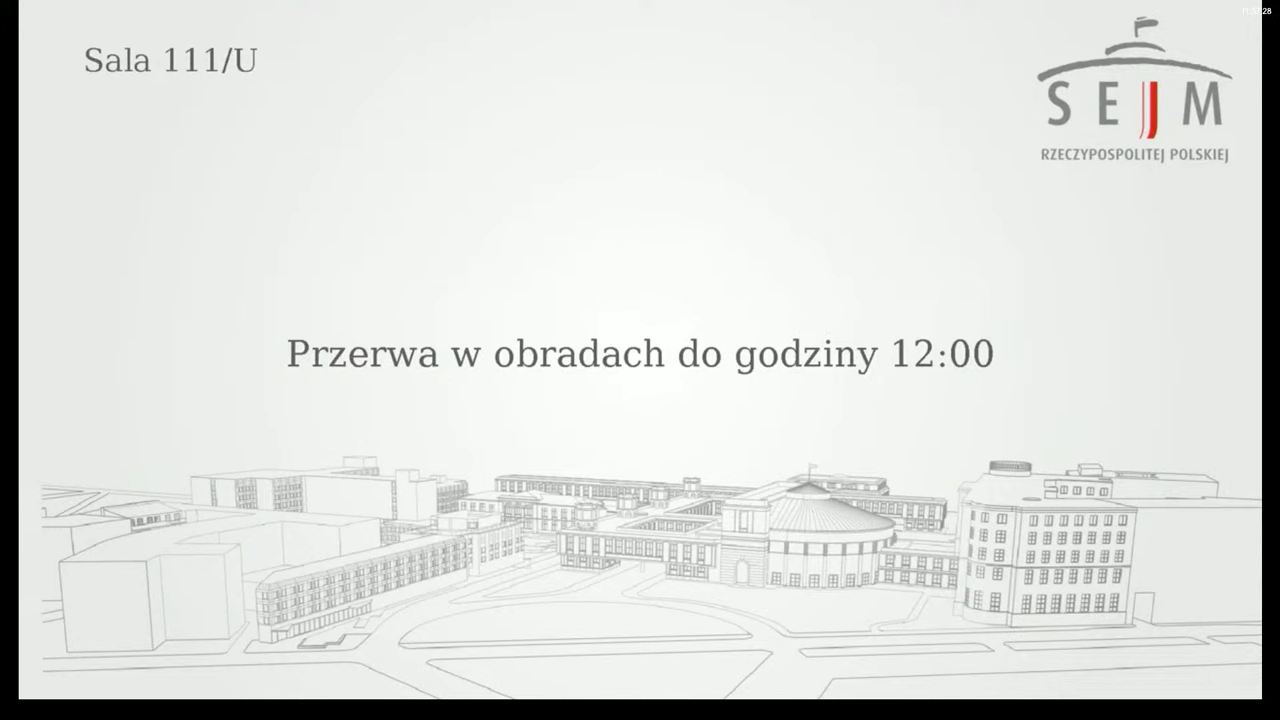 Sala 111/U
SEJM
RZECZYPOSPOLITEJ POLSKIEJ
Przerwa w obradach do godziny 12:00